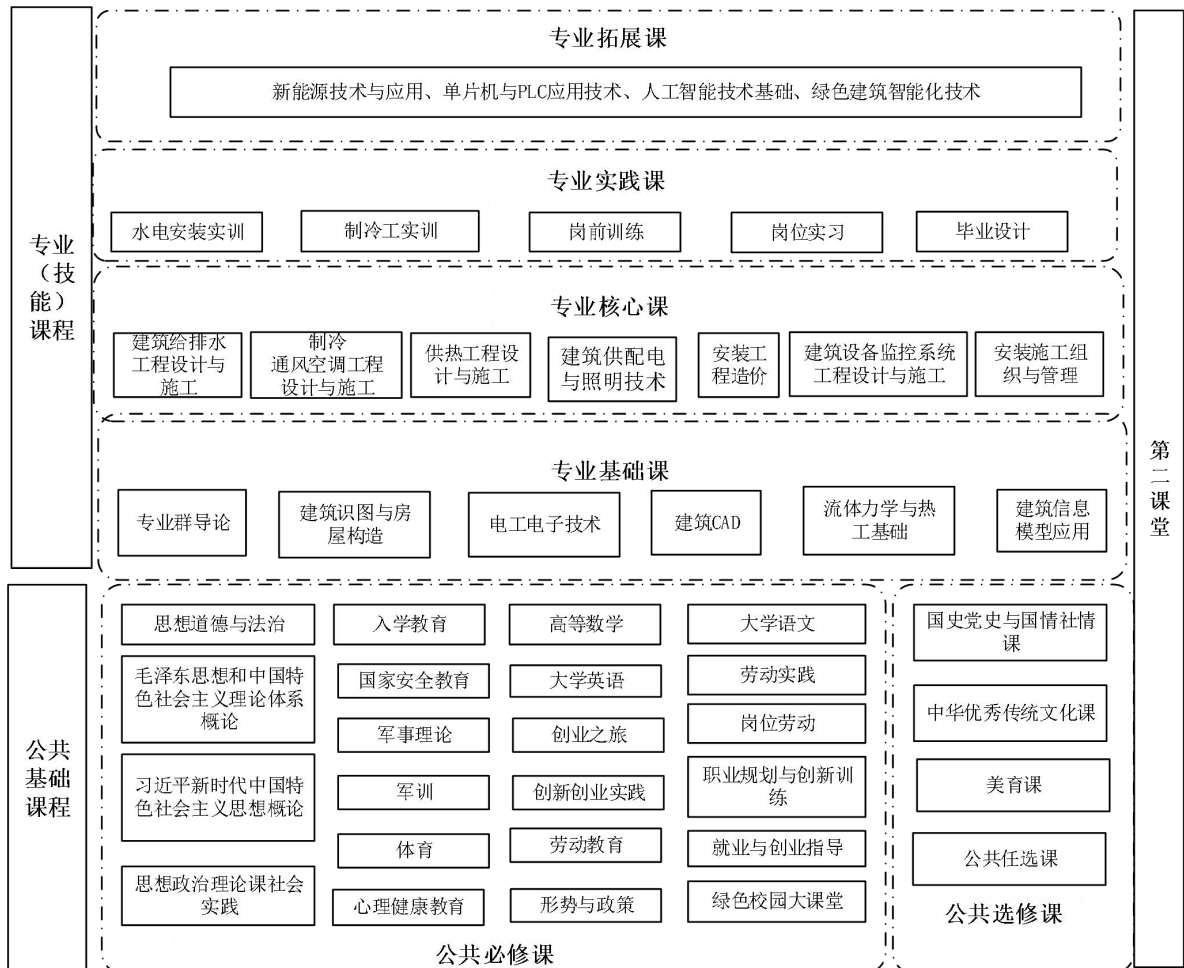 专业
（技
能）
课程
专业拓展课
新能源技术与应用、单片机与PLC应用技术、人工智能技术基础、绿色建筑智能化技术
专业实践课
水电安装实训
制冷工实训
岗前训练
岗位实习
毕业设计
专业核心课
建筑给排水
工程设计与
施工
制冷
通风空调工程
设计与施工
供热工程设
计与施工
建筑供配电
与照明技术
安装工
程造价
建筑设备监控系统
工程设计与施工
安装施工组
织与管理
专业基础课
专业群导论
建筑识图与房
屋构造
电工电子技术
建筑CAD
流体力学与热
工基础
建筑信息
模型应用
公共
基础
课程
思想道德与法治
毛泽东思想和中国特
色社会主义理论体系
概论
习近平新时代中国特
色社会主义思想概论
思想政治理论课社会
实践
入学教育
国家安全教育
军事理论
军训
体育
心理健康教育
高等数学
大学英语
创业之旅
创新创业实践
劳动教育
形势与政策
大学语文
劳动实践
岗位劳动
职业规划与创新训
练
就业与创业指导
绿色校园大课堂
公共必修课
国史党史与国情社情
课
中华优秀传统文化课
美育课
公共任选课
公共选修课
第
二
课
堂